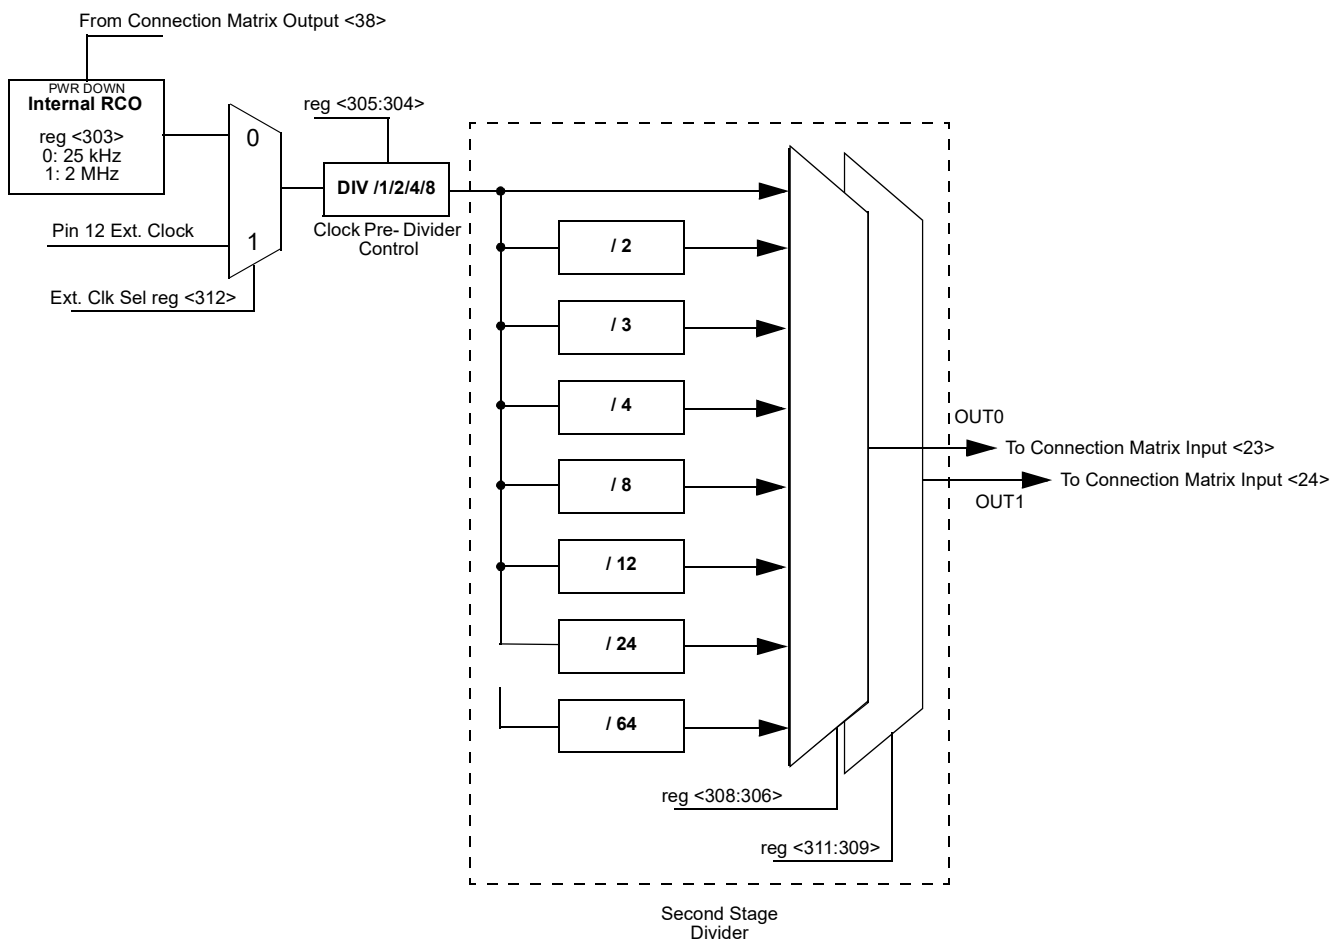 From Connection Matrix Output <38>
PWR DOWN
Internal RCO
reg <303>
0: 25 kHz
1: 2 MHz
0
1
Pin 12 Ext. Clock
Ext. Clk Sel reg <312>
reg <305:304>
DIV /1/2/4/8
Clock Pre- Divider
Control
/ 2
/ 3
/ 4
/ 8
/ 12
/ 24
/ 64
OUT0
To Connection Matrix Input <23>
To Connection Matrix Input <24>
OUT1
reg <308:306>
reg <311:309>
Second Stage
Divider